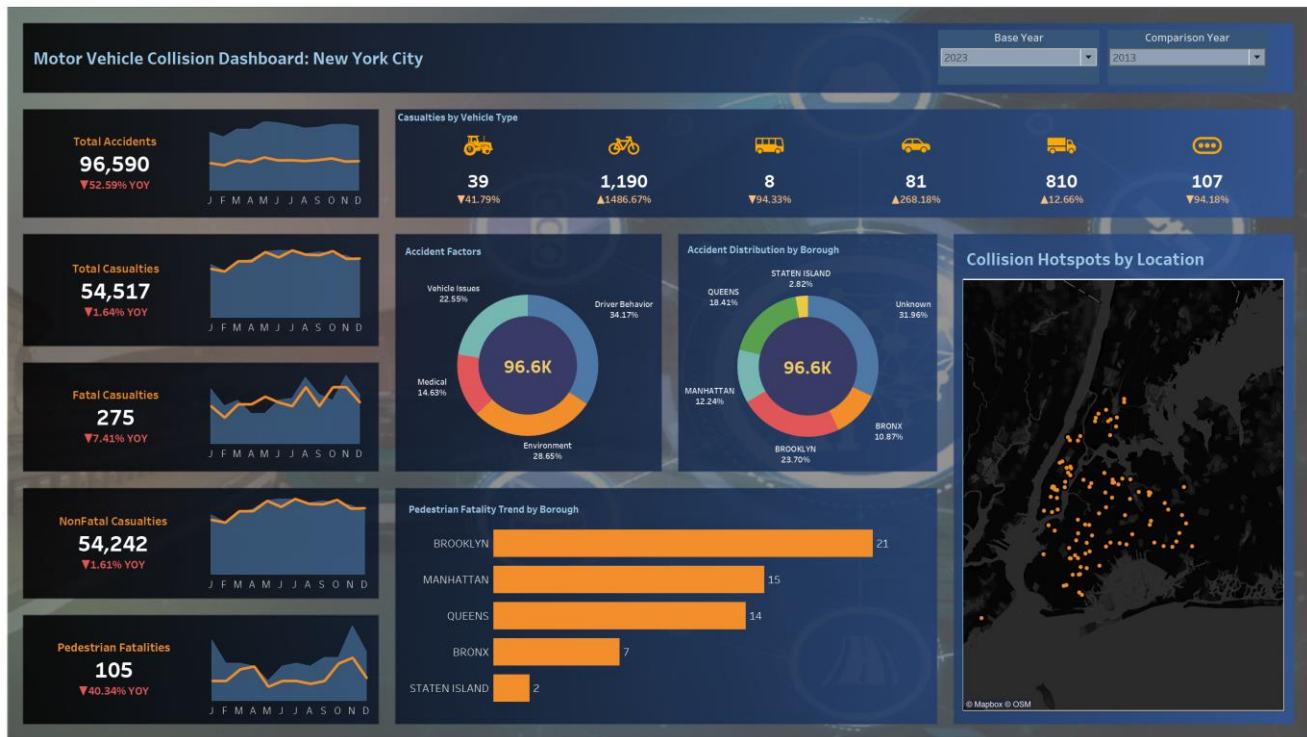 Motor Vehicle Collision Dashboard: New York City
Base Year
2023
Comparison Year
2013
Total Accidents
96,590
▼52.59% YOY
J F M A M J J A S O N D
Casualties by Vehicle Type
39
▼41.79%
1,190
▲1486.67%
8
▼94.33%
81
▲268.18%
810
▲12.66%
107
▼94.18%
Total Casualties
54,517
▼1.64% YOY
J F M A M J J A S O N D
Fatal Casualties
275
▼7.41% YOY
J F M A M J J A S O N D
Accident Factors
Vehicle Issues
22.55%
Driver Behavior
34.17%
96.6K
Medical
14.63%
Environment
28.65%
Accident Distribution by Borough
STATEN ISLAND
2.82%
QUEENS
18.41%
Unknown
31.96%
96.6K
MANHATTAN
12.24%
BRONX
10.87%
BROOKLYN
23.70%
Collision Hotspots by Location
© Mapbox © OSM
NonFatal Casualties
54,242
▼1.61% YOY
J F M A M J J A S O N D
Pedestrian Fatalities
105
▼40.34% YOY
J F M A M J J A S O N D
Pedestrian Fatality Trend by Borough
BROOKLYN 21
MANHATTAN 15
QUEENS 14
BRONX 7
STATEN ISLAND 2